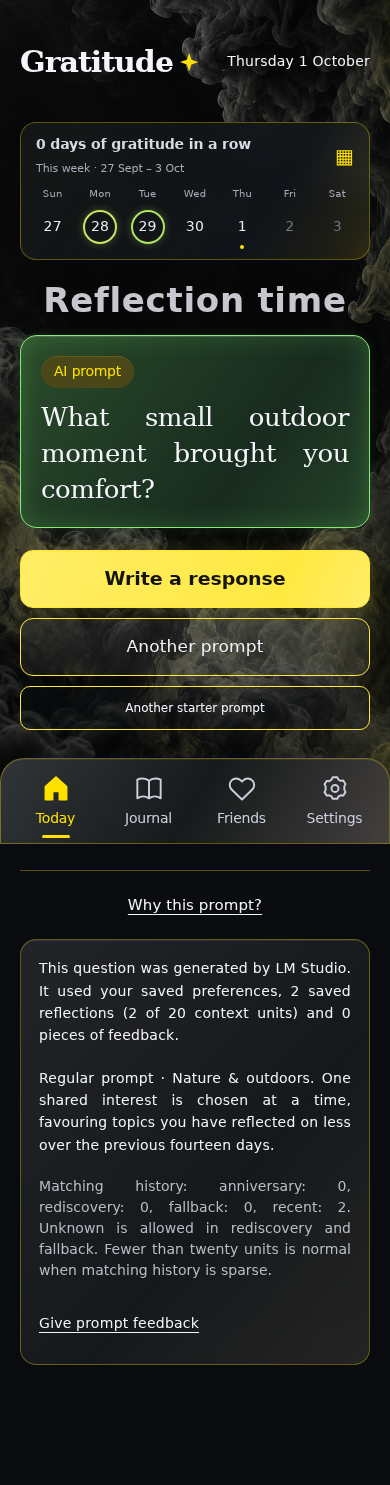 Gratitude
Thursday 1 October
0 days of gratitude in a row
This week · 27 Sept – 3 Oct
Sun Mon Tue Wed Thu Fri Sat
27 28 29 30 1 2 3
Reflection time
AI prompt
What small outdoor
moment brought you
comfort?
Write a response
Another prompt
Another starter prompt
Today Journal Friends Settings
Why this prompt?
This question was generated by LM Studio.
It used your saved preferences, 2 saved
reflections (2 of 20 context units) and 0
pieces of feedback.
Regular prompt · Nature & outdoors. One
shared interest is chosen at a time,
favouring topics you have reflected on less
over the previous fourteen days.
Matching history: anniversary: 0,
rediscovery: 0, fallback: 0, recent: 2.
Unknown is allowed in rediscovery and
fallback. Fewer than twenty units is normal
when matching history is sparse.
Give prompt feedback